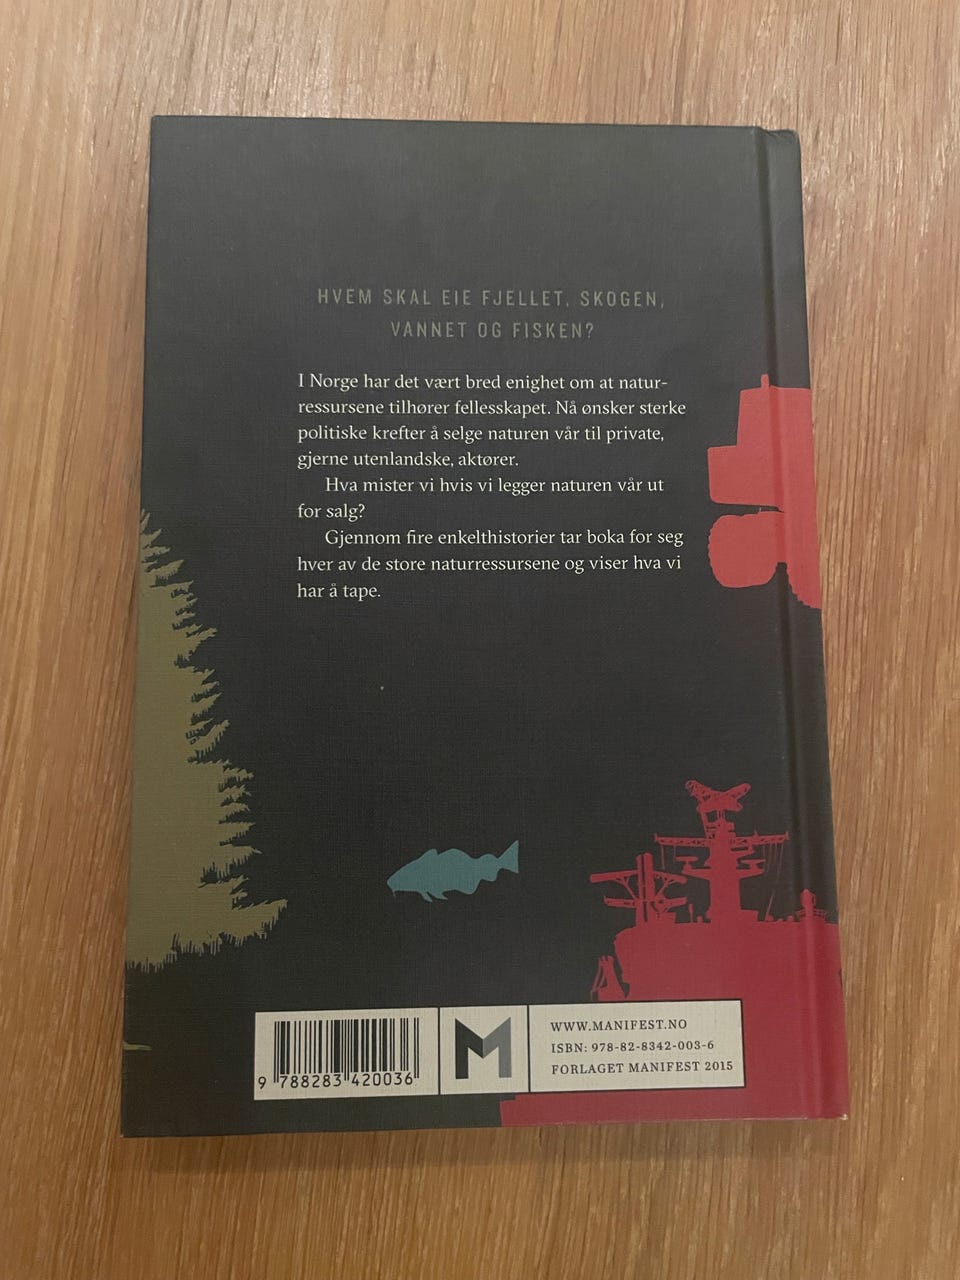 HVEM SKAL EIE FJELLET, SKOGEN,
VANNET OG FISKEN?
I Norge har det vært bred enighet om at natur-
ressursene tilhører fellesskapet. Nå ønsker sterke
politiske krefter å selge naturen vår til private,
gjerne utenlandske, aktører.
Hva mister vi hvis vi legger naturen vår ut
for salg?
Gjennom fire enkelthistorier tar boka for seg
hver av de store naturressursene og viser hva vi
har å tape.
9 788283 420036
M
WWW.MANIFEST.NO
ISBN: 978-82-8342-003-6
FORLAGET MANIFEST 2015